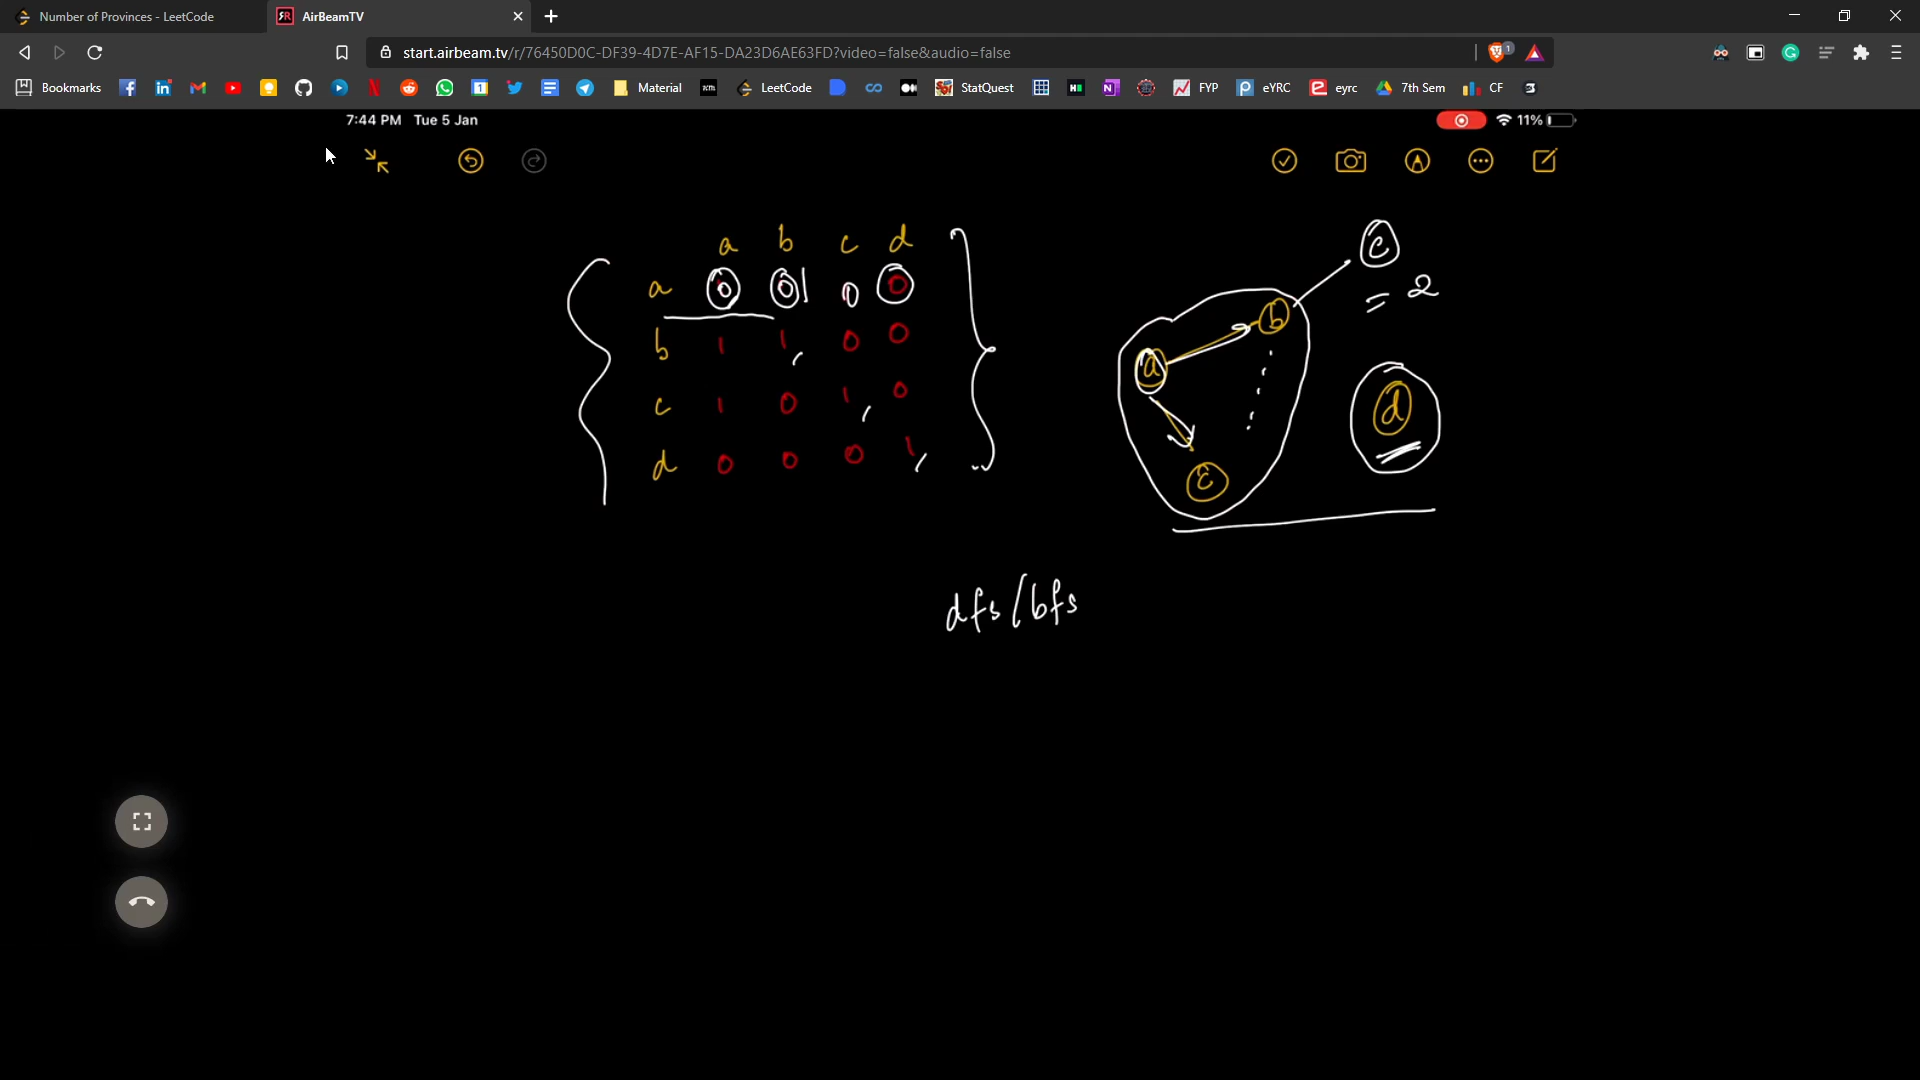 Number of Provinces - LeetCode
AirBeamTV
start.airbeam.tv/r/76450D0C-DF39-4D7E-AF15-DA23D6AE63FD?video=false&audio=false
1
Bookmarks
Material
LeetCode
StatQuest
FYP
eYRC
eyrc
7th Sem
CF
7:44 PM Tue 5 Jan
11%
a b c d
a 0 0 0 0
b 1 1, 0 0
c 1 0 1, 0
d 0 0 0 1,
c
= 2
b
a
d
c
dfs/bfs